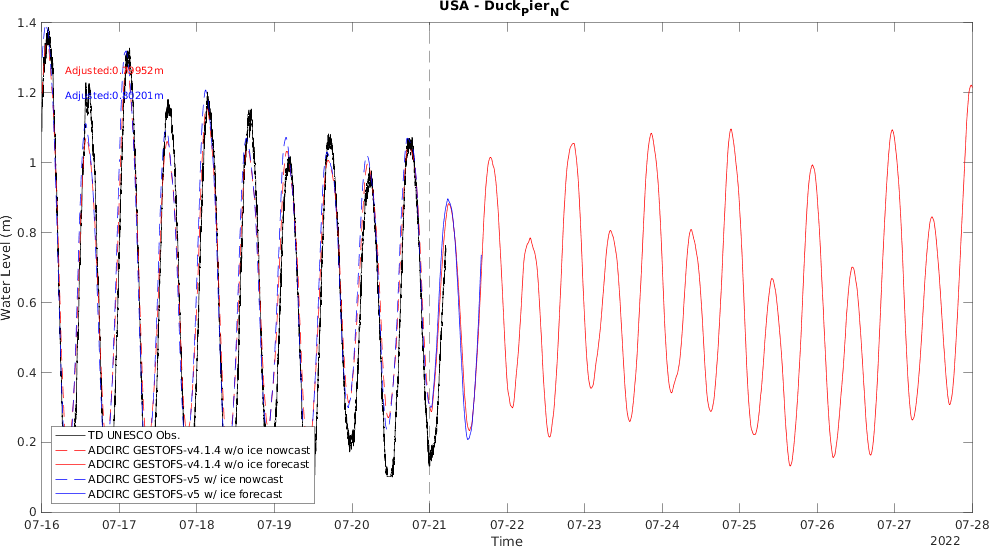 USA - DuckPierNC
1.4
1.2
1
0.8
0.6
0.4
0.2
0
Water Level (m)
Adjusted:0.09952m
TD UNESCO Obs.
ADCIRC GESTOFS-v4.1.4 w/o ice nowcast
ADCIRC GESTOFS-v4.1.4 w/o ice forecast
ADCIRC GESTOFS-v5 w/ ice nowcast
ADCIRC GESTOFS-v5 w/ ice forecast
07-16 07-17 07-18 07-19 07-20 07-21 07-22 07-23 07-24 07-25 07-26 07-27 07-28
Time
2022